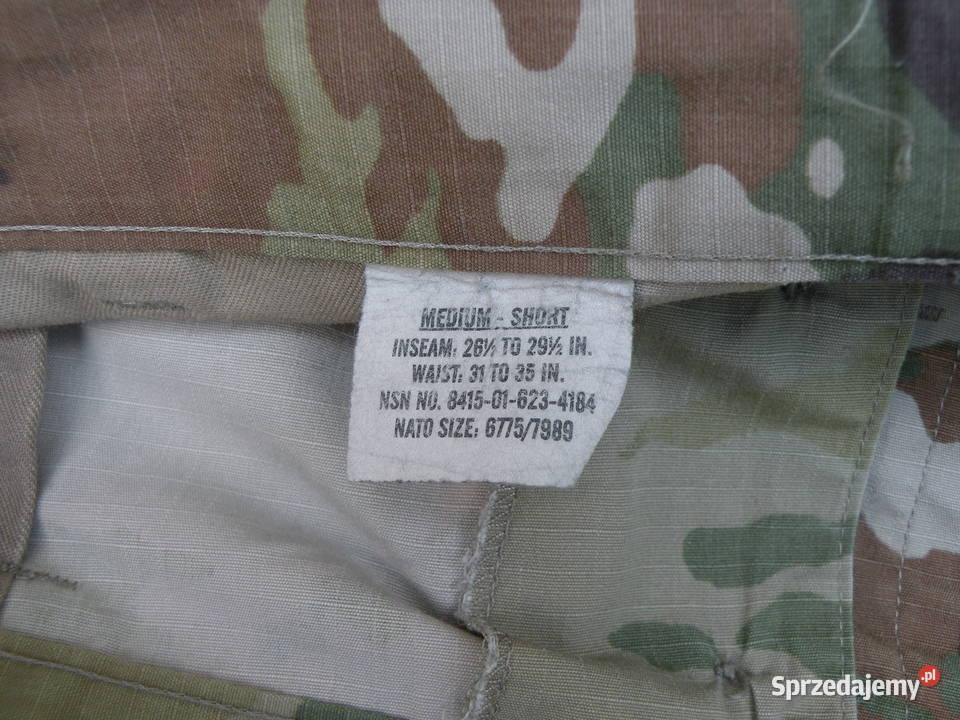 MEDIUM - SHORT
INSEAM: 26½ TO 29½ IN.
WAIST: 31 TO 35 IN.
NSN NO. 8415-01-623-4184
NATO SIZE: 6775/7989
Sprzedajemy.pl